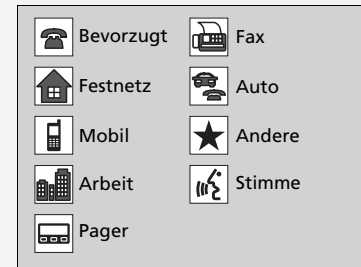 Bevorzugt
Festnetz
Mobil
Arbeit
Pager
Fax
Auto
Andere
Stimme